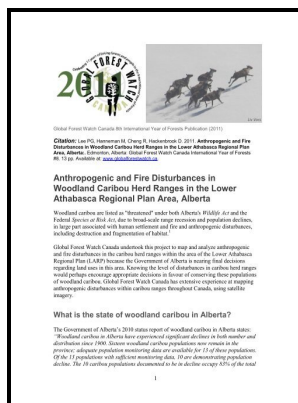 2011
GLOBAL FOREST WATCH
Global Forest Watch Canada 8th International Year of Forests Publication (2011)
Citation: Lee PG, Hanneman M, Cheng R, Hackenbrock D. 2011. Anthropogenic and Fire
Disturbances in Woodland Caribou Herd Ranges in the Lower Athabasca Regional Plan
Area, Alberta. Edmonton, Alberta: Global Forest Watch Canada International Year of Forests
#8, 13 pp. Available at: www.globalforestwatch.ca.
Anthropogenic and Fire Disturbances in
Woodland Caribou Herd Ranges in the Lower
Athabasca Regional Plan Area, Alberta
Woodland caribou are listed as "threatened" under both Alberta's Wildlife Act and the
Federal Species at Risk Act, due to broad-scale range recession and population declines,
in large part associated with human settlement and fire and anthropogenic disturbances,
including destruction and fragmentation of habitat.
Global Forest Watch Canada undertook this project to map and analyze anthropogenic
and fire disturbances in the caribou herd ranges within the area of the Lower Athabasca
Regional Plan (LARP) because the Government of Alberta is nearing final decisions
regarding land uses in this area. Knowing the level of disturbances in caribou herd ranges
would perhaps encourage appropriate decisions in favour of conserving these populations
of woodland caribou. Global Forest Watch Canada has extensive experience at mapping
anthropogenic disturbances within caribou ranges throughout Canada, using satellite
imagery.
What is the state of woodland caribou in Alberta?
The Government of Alberta's 2010 status report of woodland caribou in Alberta states:
"Woodland caribou in Alberta have experienced significant declines in both number and
distribution since 1900. Sixteen woodland caribou populations now remain in the
province; adequate population monitoring data are available for 13 of these populations.
Of the 13 populations with sufficient monitoring data, 10 are demonstrating population
decline. The 10 caribou populations documented to be in decline occupy 85% of the total
1